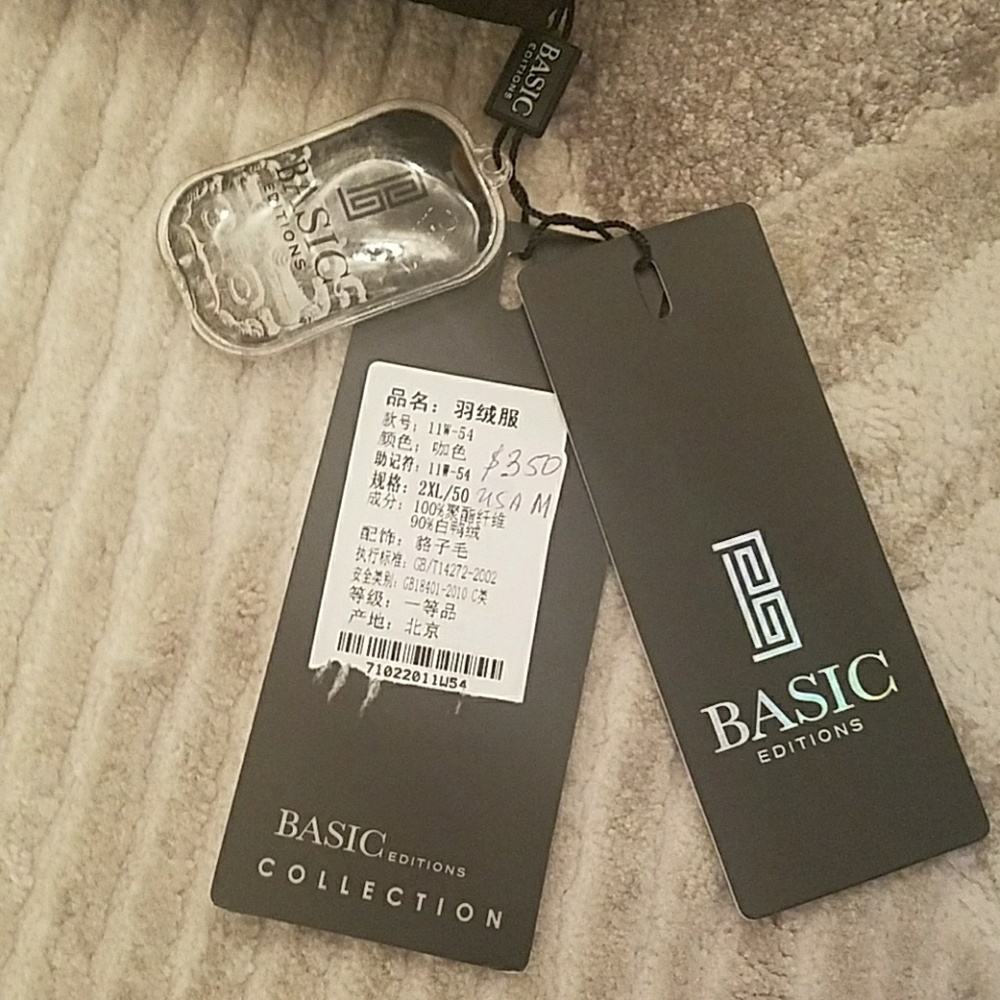 BASIC
EDITIONS
BASIC
EDITIONS
品名: 羽绒服
款号: 11W-54
颜色: 咖色
助记符: 11W-54
$350
规格: 2XL/50
USA M
成分: 100%聚酯纤维
90%白鸭绒
配饰: 貉子毛
执行标准: GB/T14272-2002
安全类别: GB18401-2010 C类
等级: 一等品
产地: 北京
71022011W54
BASIC EDITIONS
COLLECTION
BASIC
EDITIONS